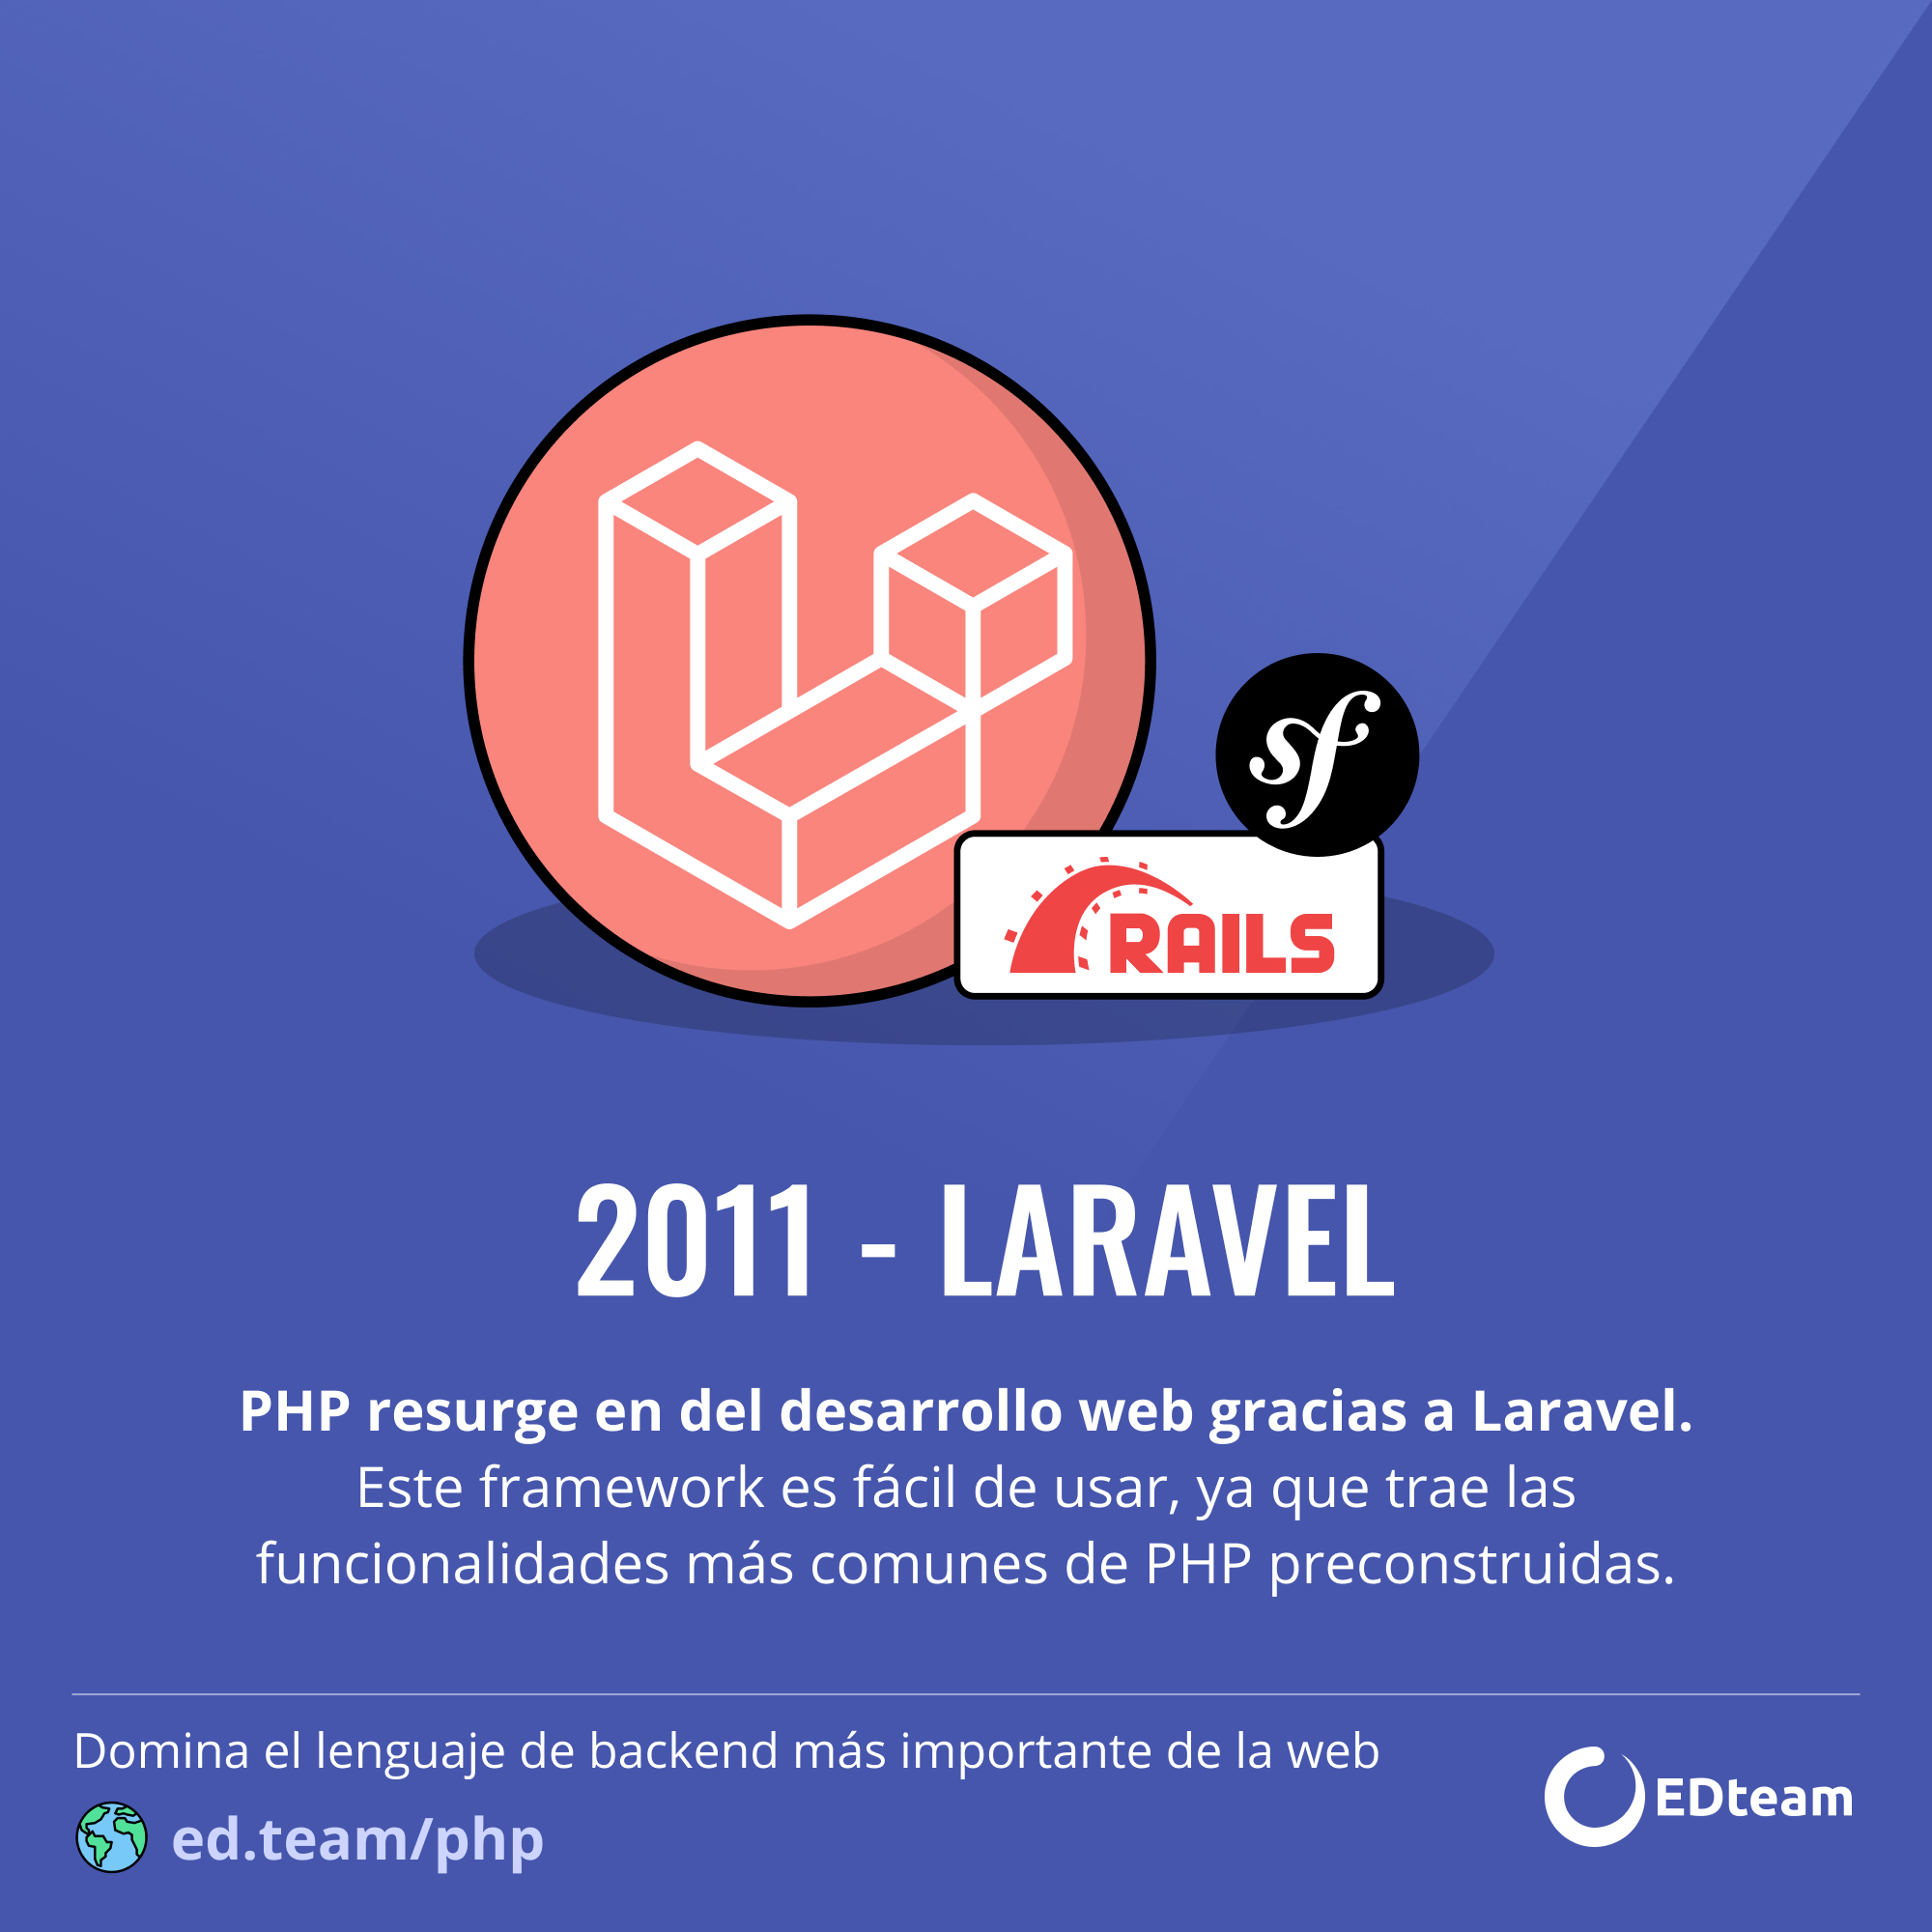 sf
RAILS
2011 - LARAVEL
PHP resurge en del desarrollo web gracias a Laravel.
Este framework es fácil de usar, ya que trae las
funcionalidades más comunes de PHP preconstruidas.
Domina el lenguaje de backend más importante de la web
ed.team/php
EDteam